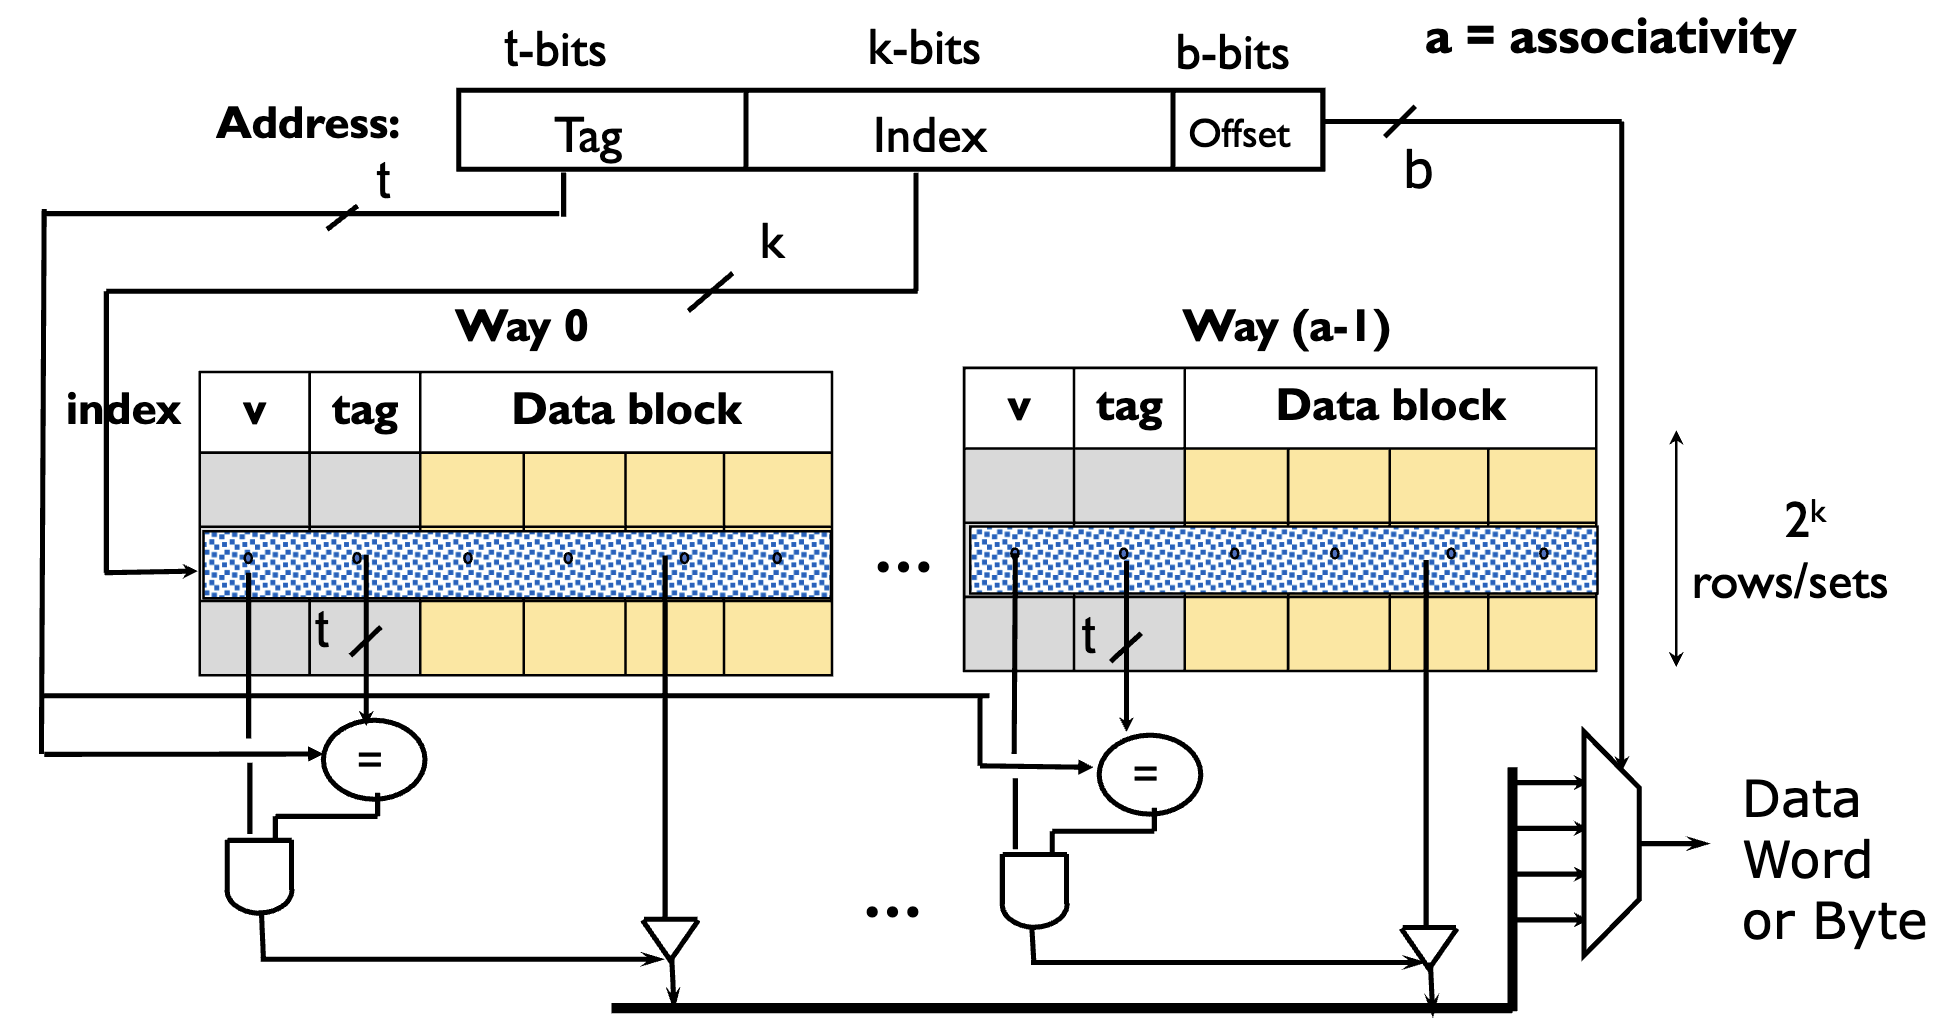 t-bits k-bits b-bits a = associativity
Address: Tag Index Offset
t b
k
Way 0 Way (a-1)
index v tag Data block v tag Data block
... 2ᵏ
rows/sets
t t
= =
Data
Word
... or Byte